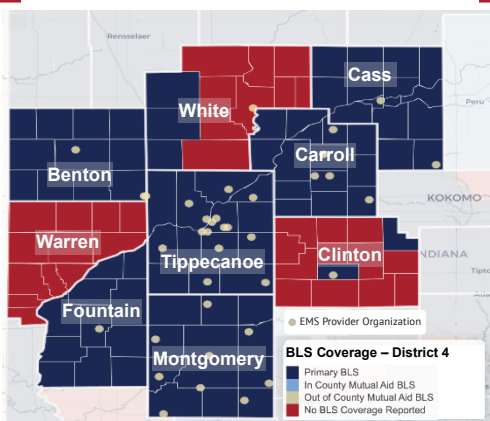 Rensselaer
Cass
White
Peru
Carroll
Benton
KOKOMO
Warren
Clinton
NDIANA
Tippecanoe
Tipto
Fountain
EMS Provider Organization
BLS Coverage – District 4
Montgomery
Primary BLS
In County Mutual Aid BLS
Out of County Mutual Aid BLS
No BLS Coverage Reported